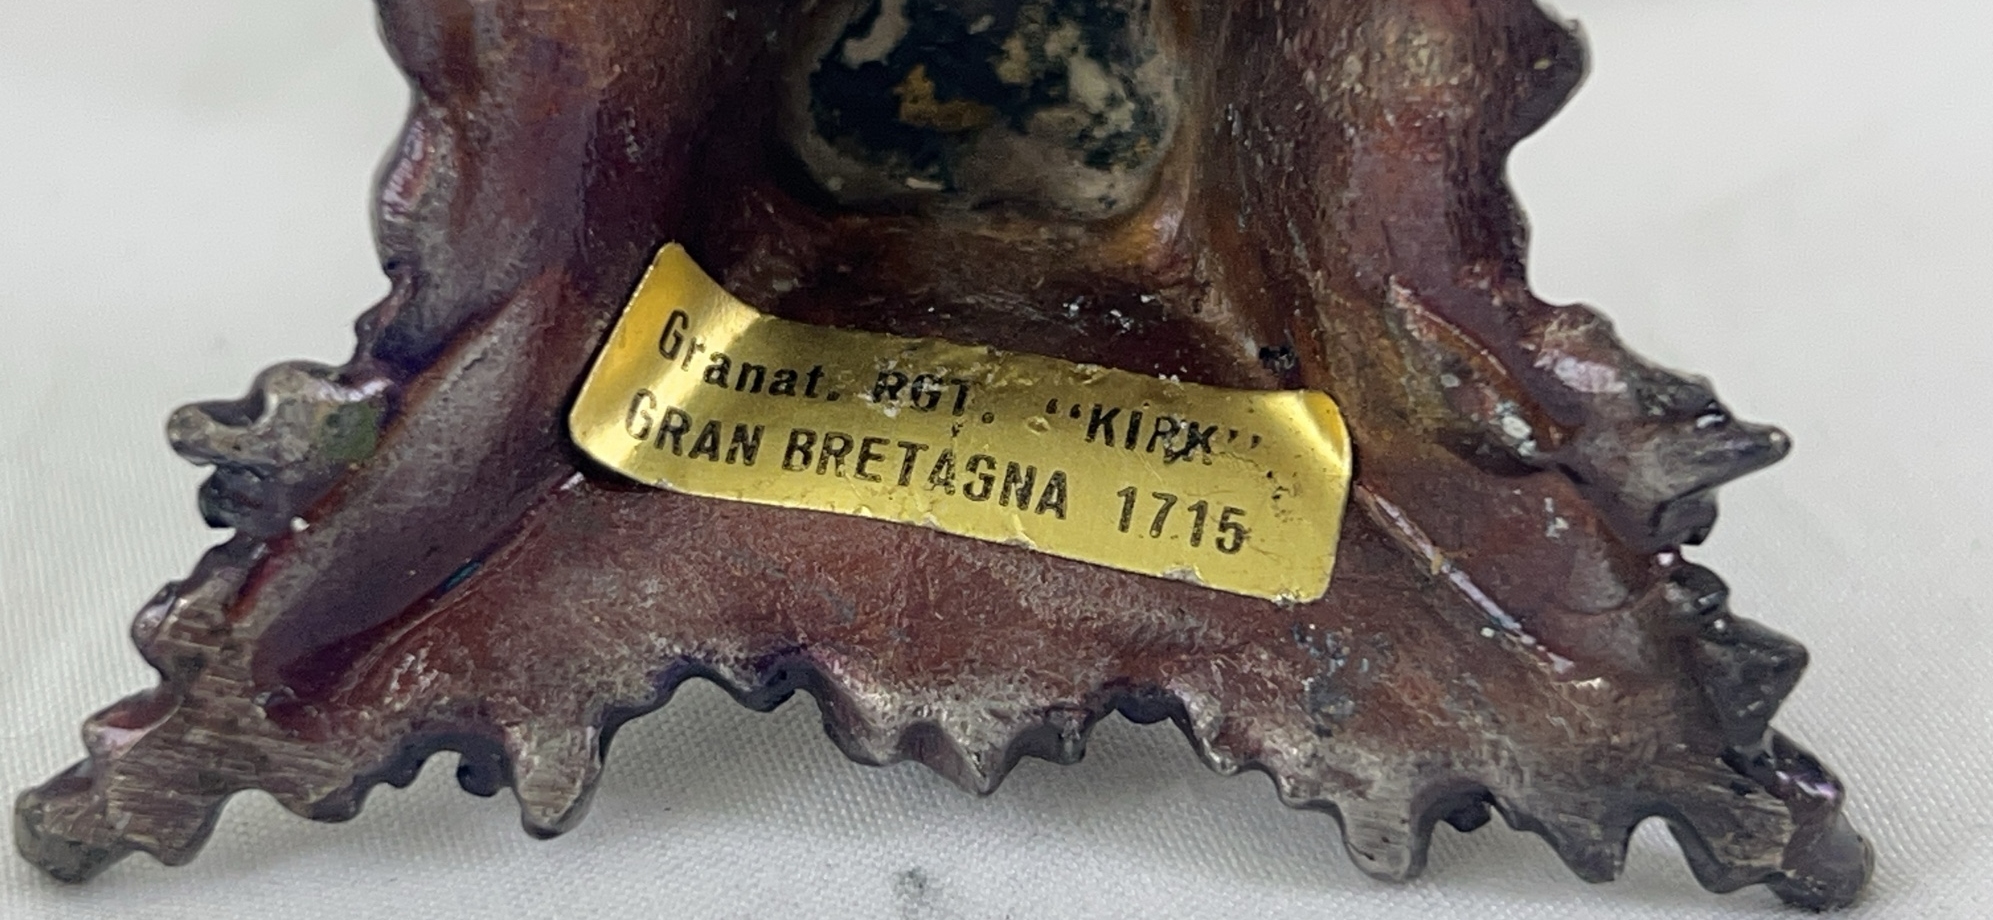 Granat. RGT. "KIRK"
GRAN BRETAGNA 1715